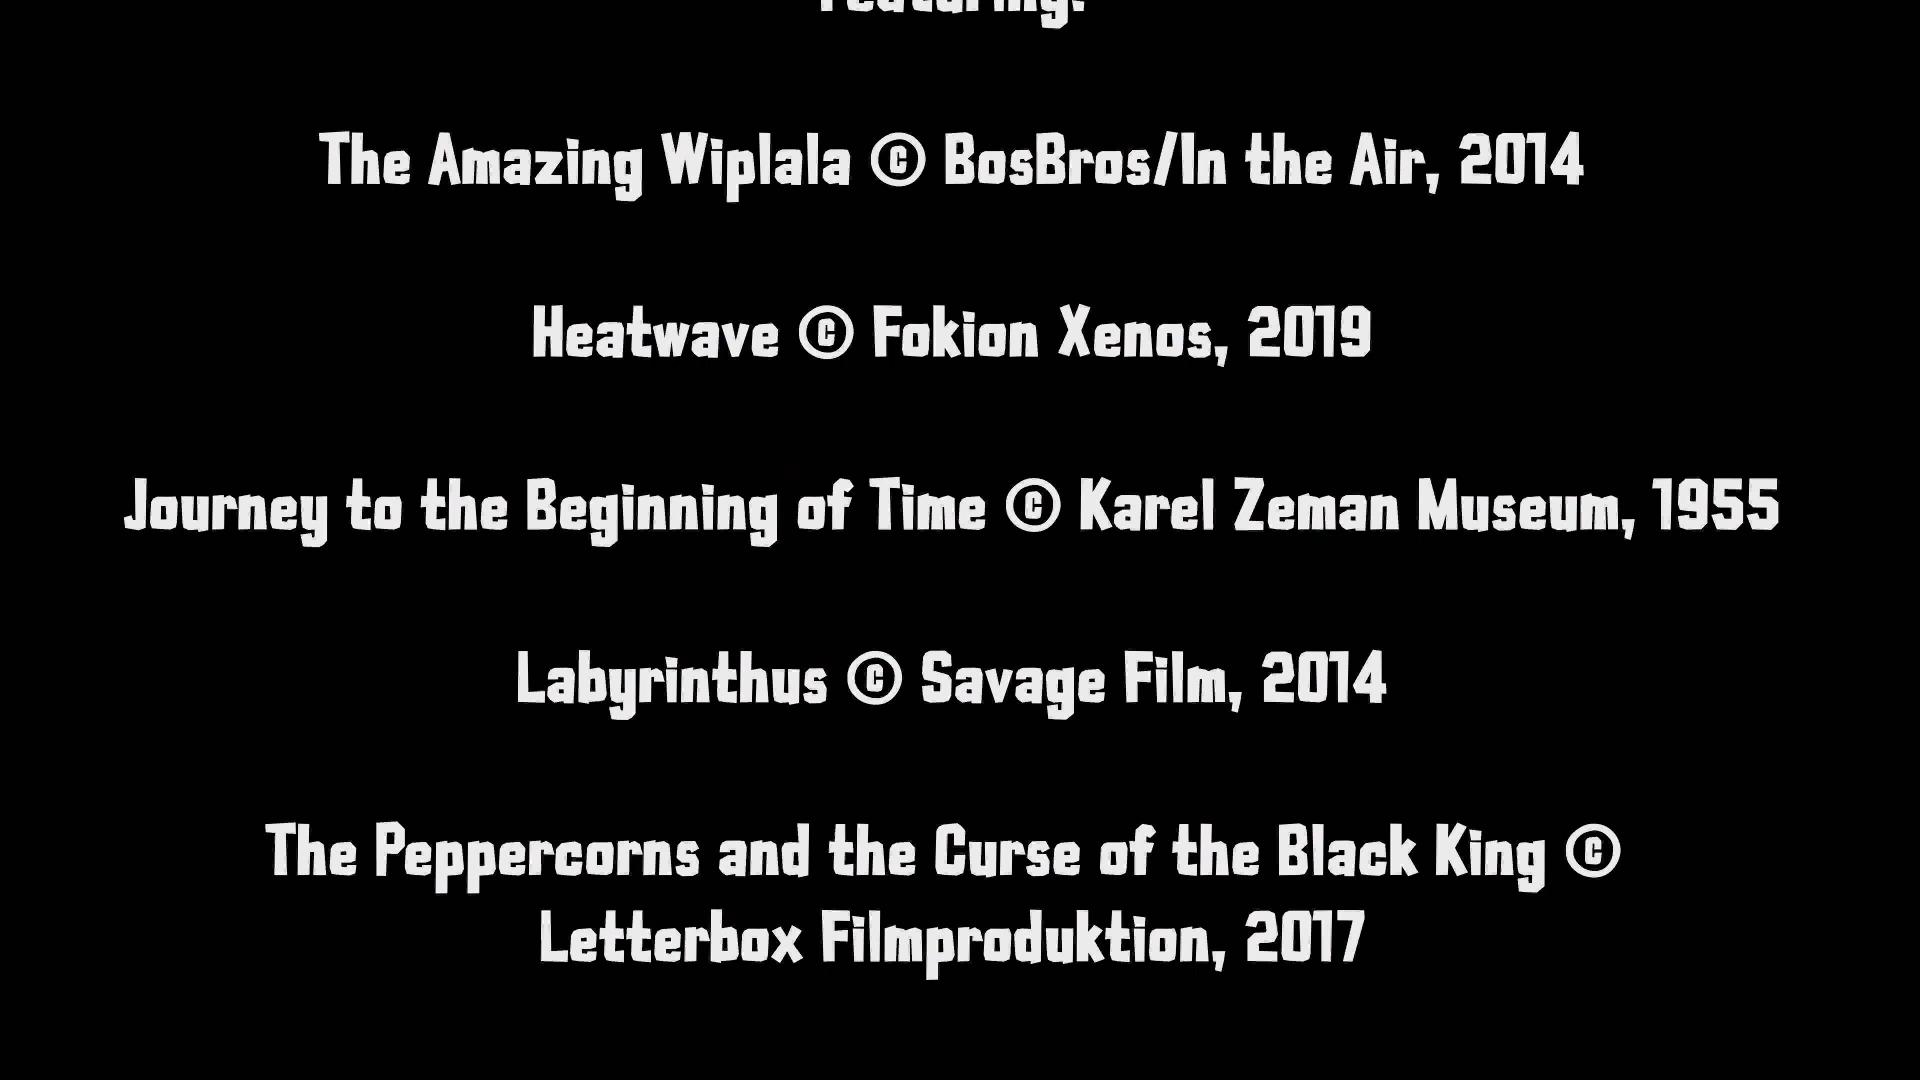 Featuring:
The Amazing Wiplala © BosBros/In the Air, 2014
Heatwave © Fokion Xenos, 2019
Journey to the Beginning of Time © Karel Zeman Museum, 1955
Labyrinthus © Savage Film, 2014
The Peppercorns and the Curse of the Black King ©
Letterbox Filmproduktion, 2017